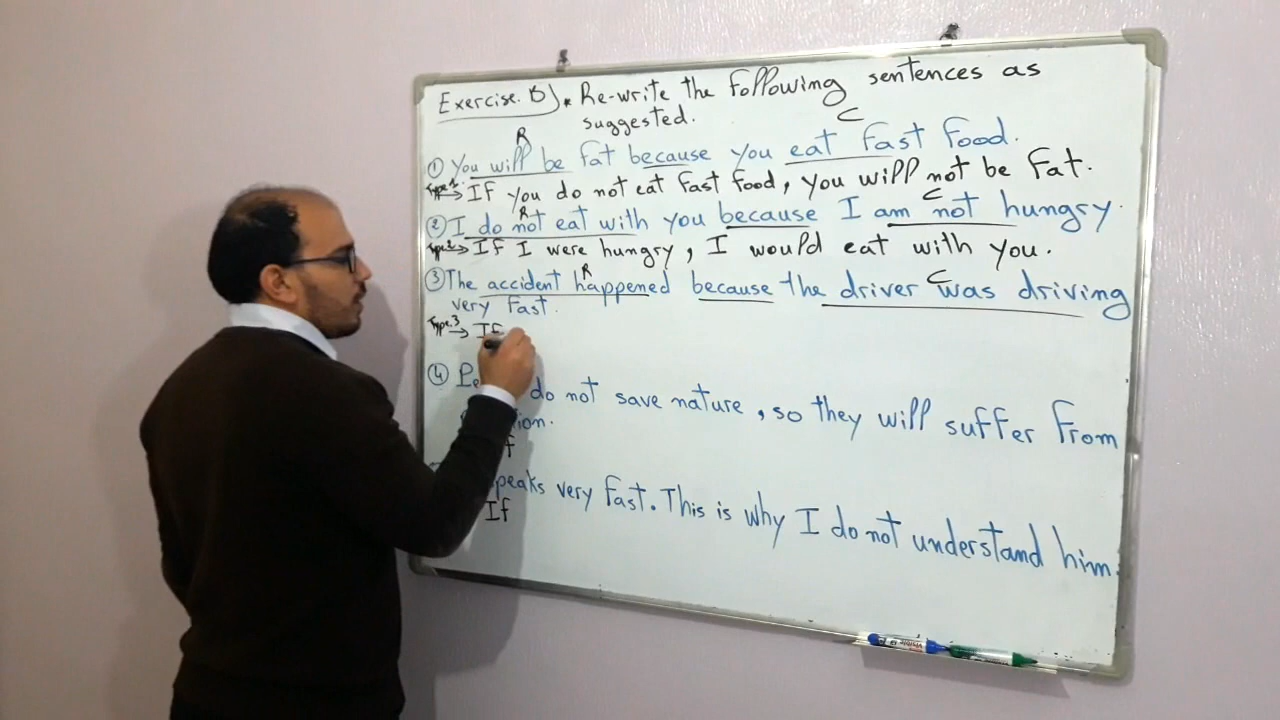 Exercise. B) * Re-write the following sentences as
suggested.
R C
① You will be fat because you eat fast food.
Type.1 → If you do not eat fast food, you will not be fat.
R C
② I do not eat with you because I am not hungry.
Type.2 → If I were hungry, I would eat with you.
R C
③ The accident happened because the driver was driving
very fast.
Type.3 → If
④ do not save nature, so they will suffer from
If
speaks very fast. This is why I do not understand him.
If